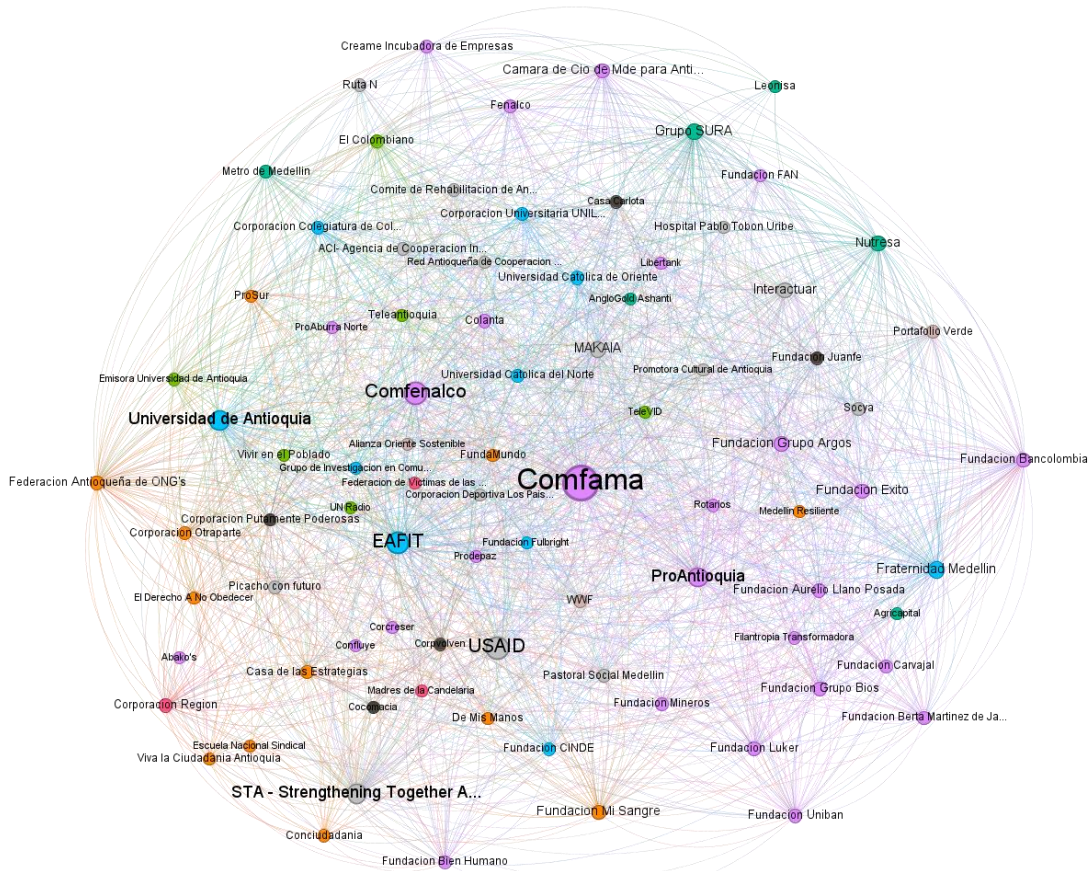 Creame Incubadora de Empresas
Camara de Cio de Mde para Anti...
Ruta N
Leonisa
Fenalco
Grupo SURA
El Colombiano
Metro de Medellin
Fundacion FAN
Comite de Rehabilitacion de An...
Casa Carlota
Corporacion Universitaria UNIL...
Corporacion Colegiatura de Col...
Hospital Pablo Tobon Uribe
Nutresa
ACI- Agencia de Cooperacion In...
Red Antioqueña de Cooperacion ...
Libertank
Universidad Catolica de Oriente
Interactuar
ProSur
AngloGold Ashanti
Teleantioquia
Colanta
ProAburra Norte
Portafolio Verde
MAKAIA
Fundacion Juanfe
Promotora Cultural de Antioquia
Universidad Catolica del Norte
Emisora Universidad de Antioquia
Comfenalco
Socya
TeleVID
Universidad de Antioquia
Alianza Oriente Sostenible
Fundacion Grupo Argos
Vivir en el Poblado
FundaMundo
Fundacion Bancolombia
Grupo de Investigacion en Comu...
Federacion de Victimas de las ...
Comfama
Federacion Antioqueña de ONG's
Fundacion Exito
Corporacion Deportiva Los Pais...
Rotarios
UN Radio
Medellin Resiliente
Corporacion Putamente Poderosas
Corporacion Otraparte
EAFIT
Fundacion Fulbright
Prodepaz
Fraternidad Medellin
ProAntioquia
Picacho con futuro
Fundacion Aurelio Llano Posada
El Derecho A No Obedecer
WWF
Agricapital
Corcreser
Filantropia Transformadora
Confluye
Corpvolven
USAID
Abako's
Casa de las Estrategias
Pastoral Social Medellin
Fundacion Carvajal
Madres de la Candelaria
Fundacion Grupo Bios
Corporacion Region
Cocomacia
Fundacion Mineros
De Mis Manos
Fundacion Berta Martinez de Ja...
Escuela Nacional Sindical
Viva la Ciudadania Antioquia
Fundacion CINDE
Fundacion Luker
STA - Strengthening Together A...
Fundacion Mi Sangre
Fundacion Uniban
Conciudadania
Fundacion Bien Humano